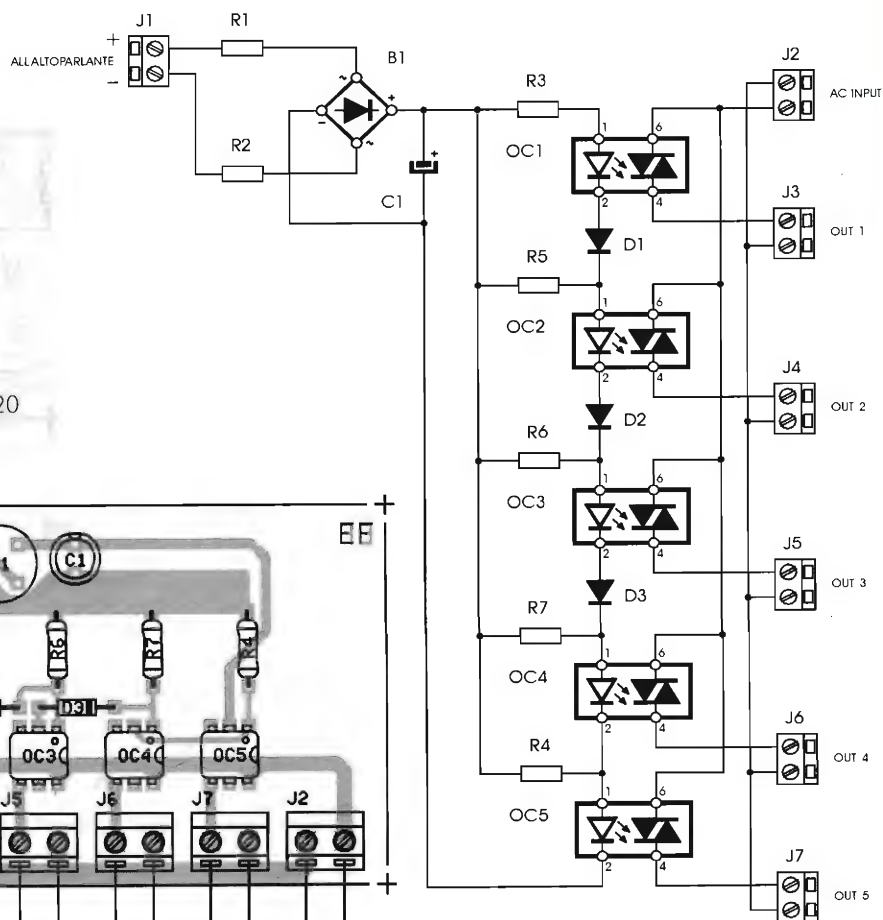 J1
+
ALL ALTOPARLANTE
–
R1
R2
B1
~
+
–
~
+
C1
R3
1
6
OC1
2
4
D1
R5
1
6
OC2
2
4
D2
R6
1
6
OC3
2
4
D3
R7
1
6
OC4
2
4
R4
1
6
OC5
2
4
J2
AC INPUT
J3
OUT 1
J4
OUT 2
J5
OUT 3
J6
OUT 4
J7
OUT 5
20
C1
R6
R7
R4
D3
OC3
OC4
OC5
J5
J6
J7
J2